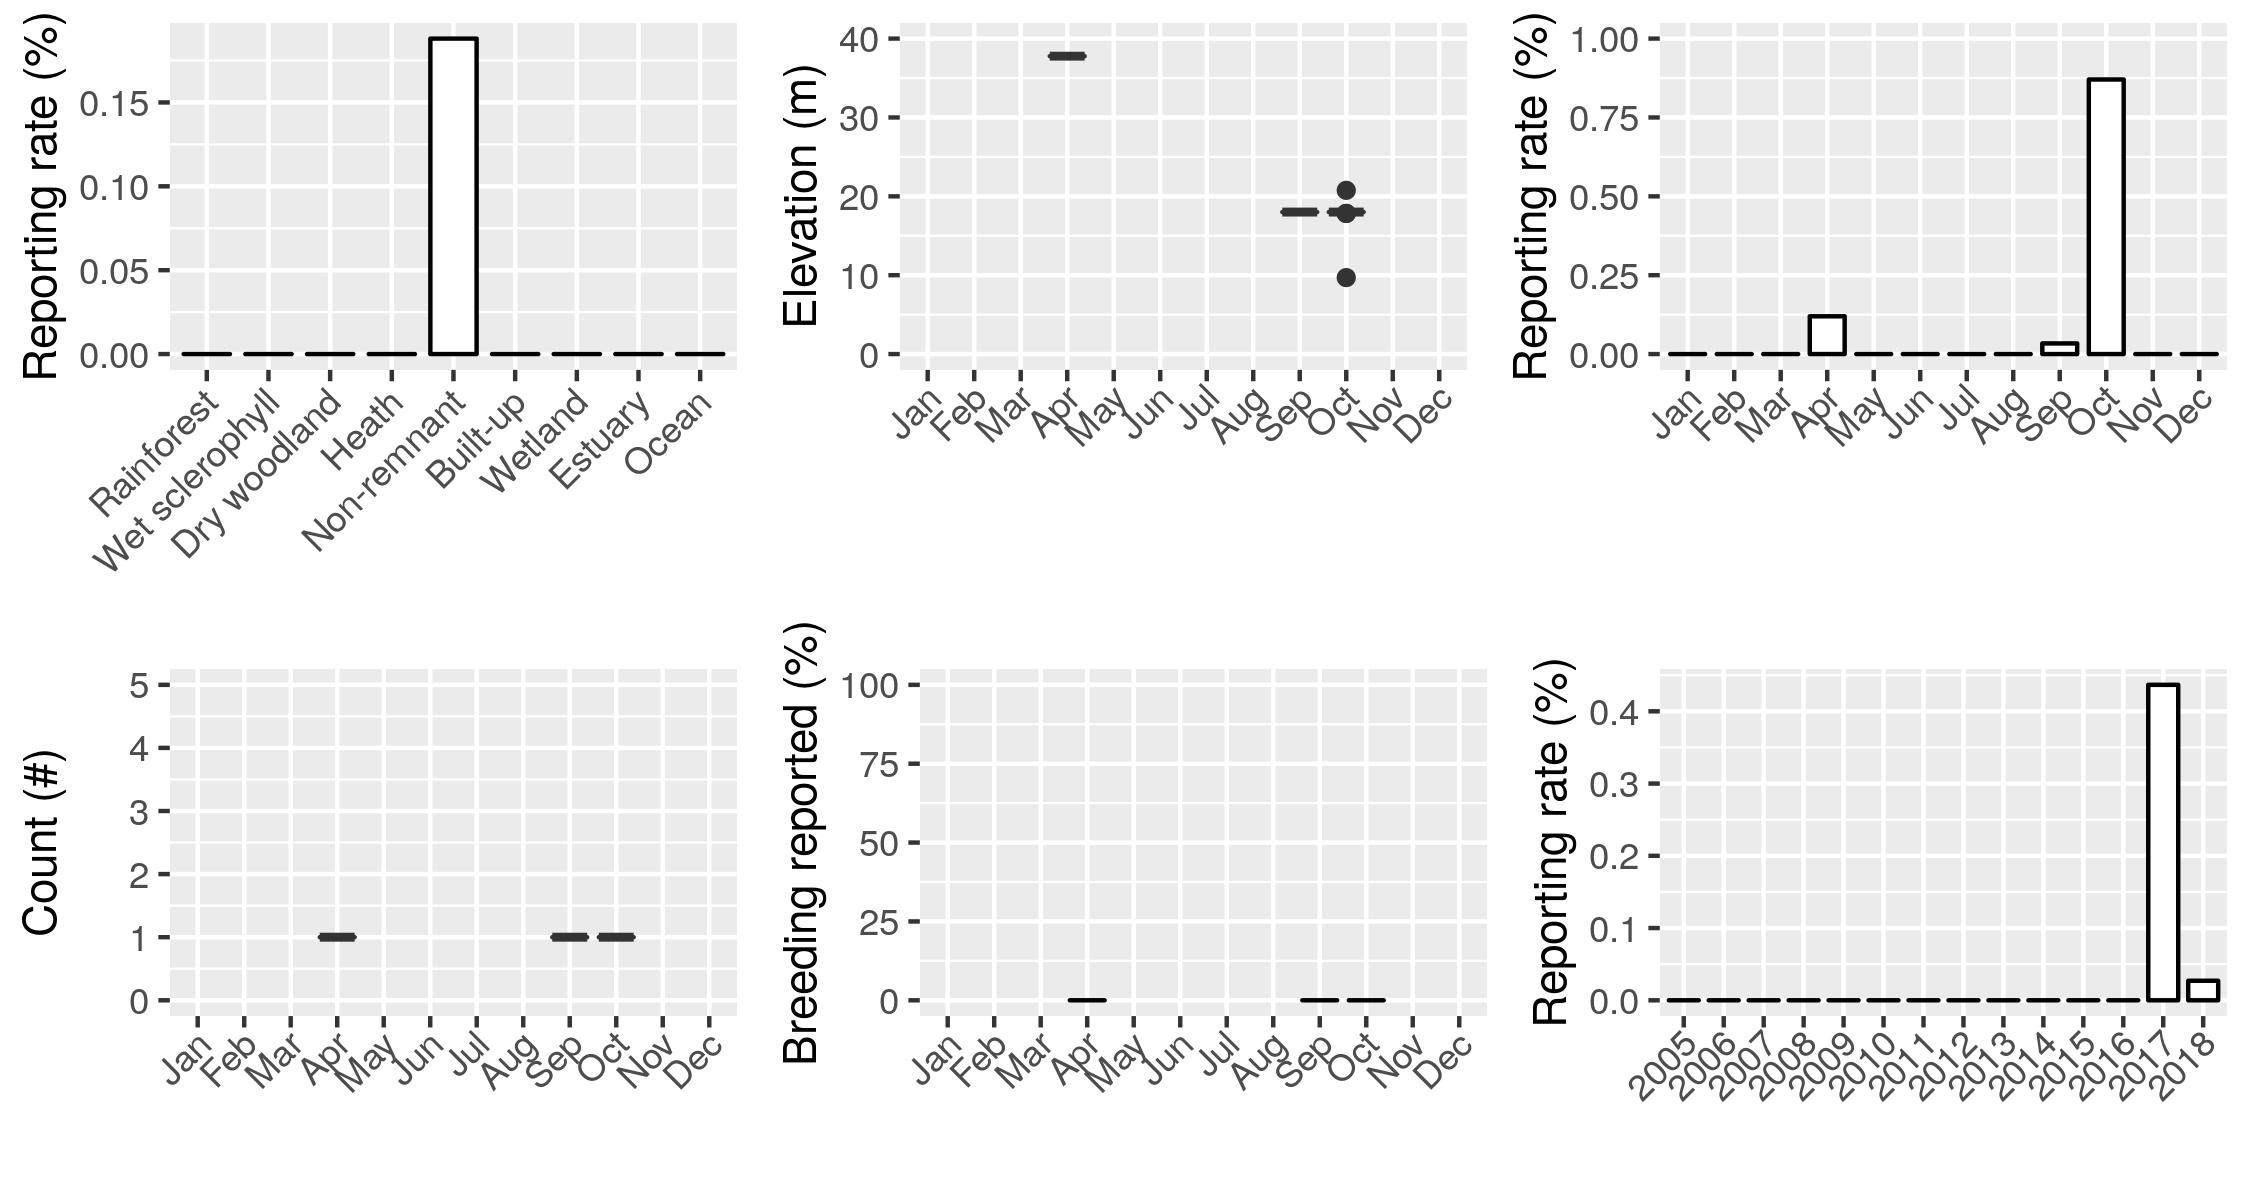 Reporting rate (%)
0.15
0.10
0.05
0.00
Rainforest
Wet sclerophyll
Dry woodland
Heath
Non-remnant
Built-up
Wetland
Estuary
Ocean
Elevation (m)
40
30
20
10
0
Jan
Feb
Mar
Apr
May
Jun
Jul
Aug
Sep
Oct
Nov
Dec
Reporting rate (%)
1.00
0.75
0.50
0.25
0.00
Jan
Feb
Mar
Apr
May
Jun
Jul
Aug
Sep
Oct
Nov
Dec
Count (#)
5
4
3
2
1
0
Jan
Feb
Mar
Apr
May
Jun
Jul
Aug
Sep
Oct
Nov
Dec
Breeding reported (%)
100
75
50
25
0
Jan
Feb
Mar
Apr
May
Jun
Jul
Aug
Sep
Oct
Nov
Dec
Reporting rate (%)
0.4
0.3
0.2
0.1
0.0
2005
2006
2007
2008
2009
2010
2011
2012
2013
2014
2015
2016
2017
2018